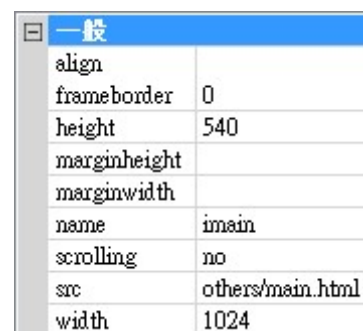 一般
align
frameborder 0
height 540
marginheight
marginwidth
name imain
scrolling no
src others/main.html
width 1024